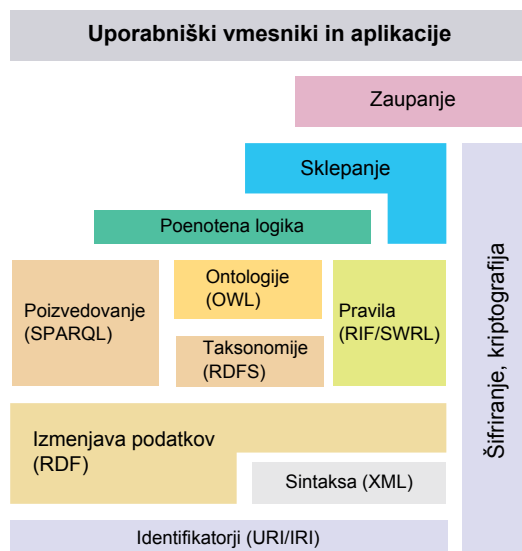 Uporabniški vmesniki in aplikacije
Zaupanje
Sklepanje
Poenotena logika
Poizvedovanje
(SPARQL)
Ontologije
(OWL)
Taksonomije
(RDFS)
Pravila
(RIF/SWRL)
Šifriranje, kriptografija
Izmenjava podatkov
(RDF)
Sintaksa (XML)
Identifikatorji (URI/IRI)